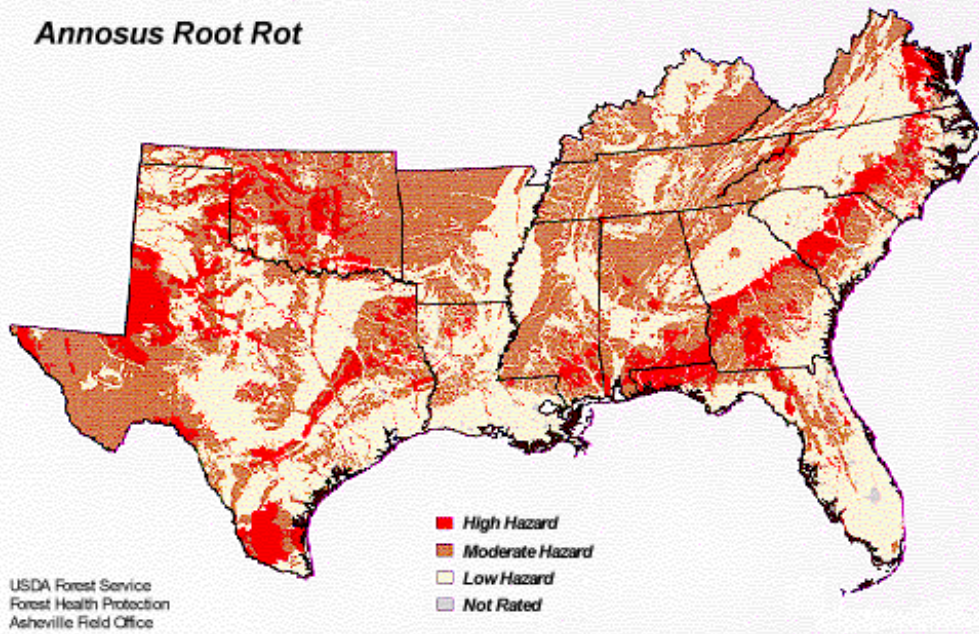 Annosus Root Rot
High Hazard
Moderate Hazard
Low Hazard
Not Rated
USDA Forest Service
Forest Health Protection
Asheville Field Office